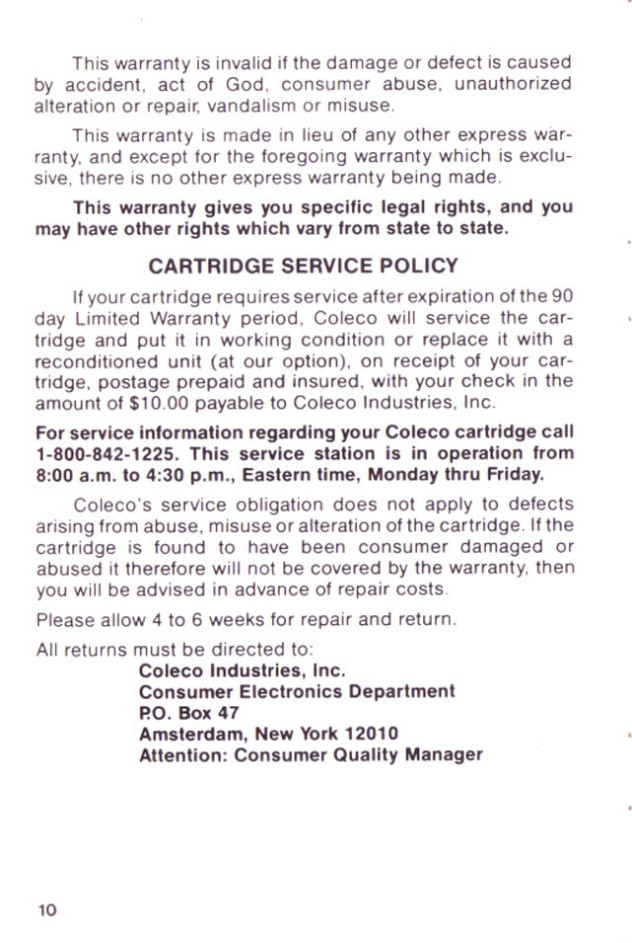 This warranty is invalid if the damage or defect is caused
by accident, act of God, consumer abuse, unauthorized
alteration or repair, vandalism or misuse.
This warranty is made in lieu of any other express war-
ranty, and except for the foregoing warranty which is exclu-
sive, there is no other express warranty being made.
This warranty gives you specific legal rights, and you
may have other rights which vary from state to state.
CARTRIDGE SERVICE POLICY
If your cartridge requires service after expiration of the 90
day Limited Warranty period, Coleco will service the car-
tridge and put it in working condition or replace it with a
reconditioned unit (at our option), on receipt of your car-
tridge, postage prepaid and insured, with your check in the
amount of $10.00 payable to Coleco Industries, Inc.
For service information regarding your Coleco cartridge call
1-800-842-1225. This service station is in operation from
8:00 a.m. to 4:30 p.m., Eastern time, Monday thru Friday.
Coleco's service obligation does not apply to defects
arising from abuse, misuse or alteration of the cartridge. If the
cartridge is found to have been consumer damaged or
abused it therefore will not be covered by the warranty, then
you will be advised in advance of repair costs.
Please allow 4 to 6 weeks for repair and return.
All returns must be directed to:
Coleco Industries, Inc.
Consumer Electronics Department
P.O. Box 47
Amsterdam, New York 12010
Attention: Consumer Quality Manager
10